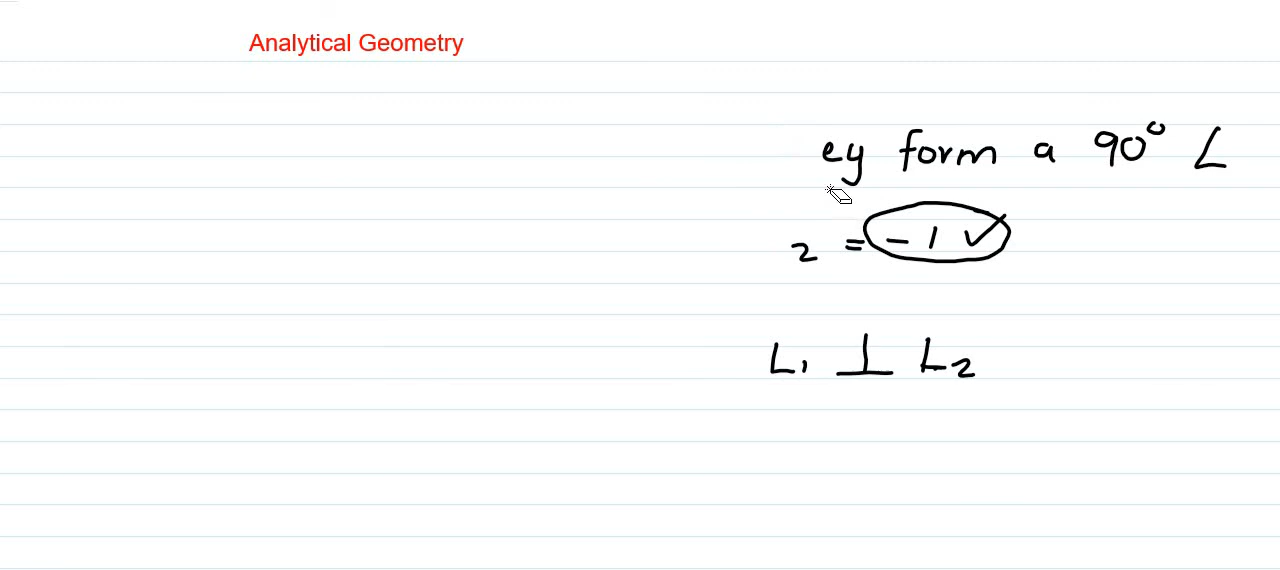 Analytical Geometry
ey form a 90° ∠
2 = -1 ✓
L₁ ⊥ L₂